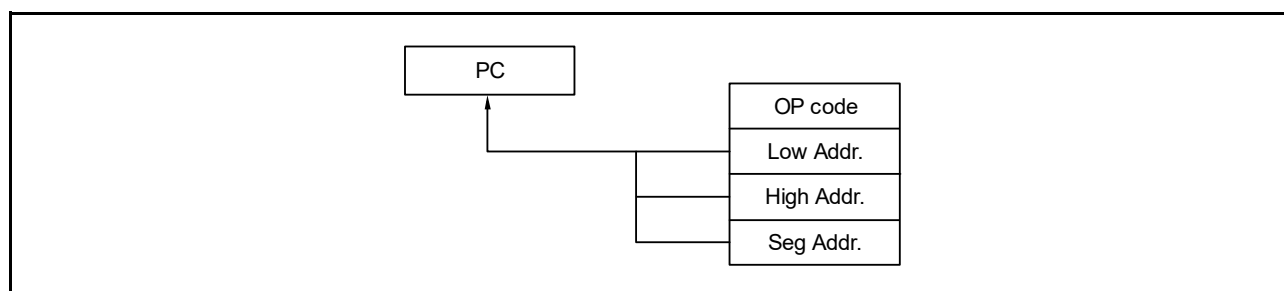 PC
OP code
Low Addr.
High Addr.
Seg Addr.